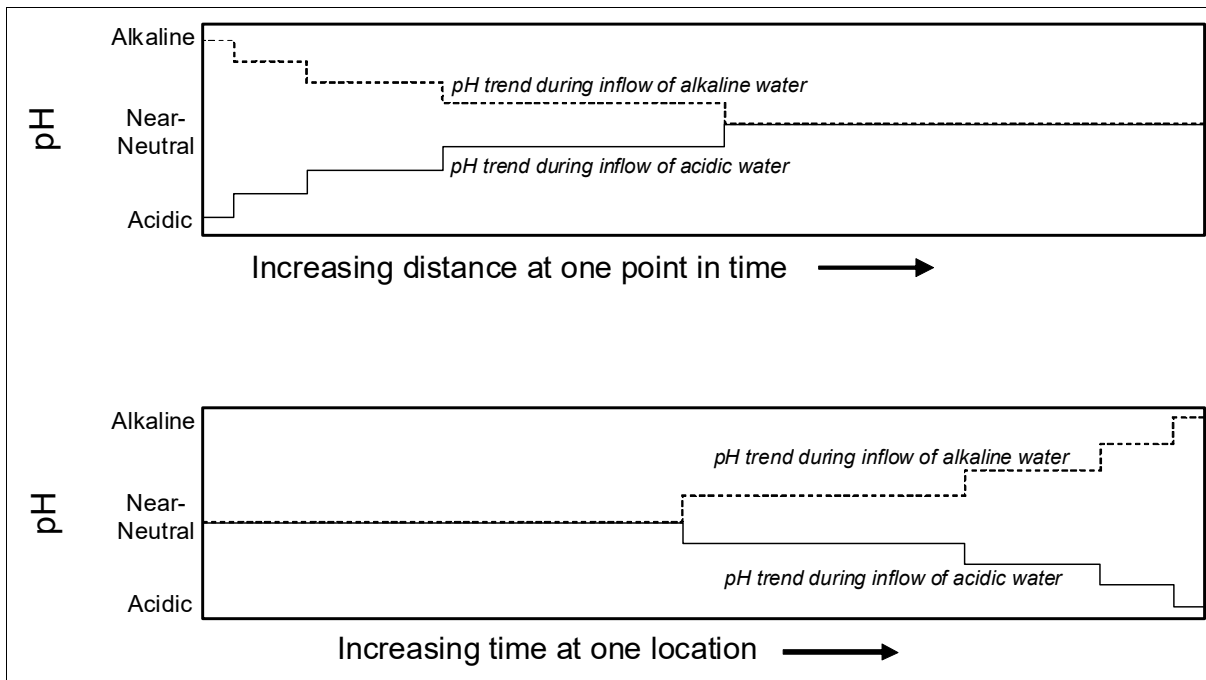 Alkaline
pH trend during inflow of alkaline water
pH
Near-
Neutral
pH trend during inflow of acidic water
Acidic
Increasing distance at one point in time
Alkaline
pH trend during inflow of alkaline water
pH
Near-
Neutral
pH trend during inflow of acidic water
Acidic
Increasing time at one location